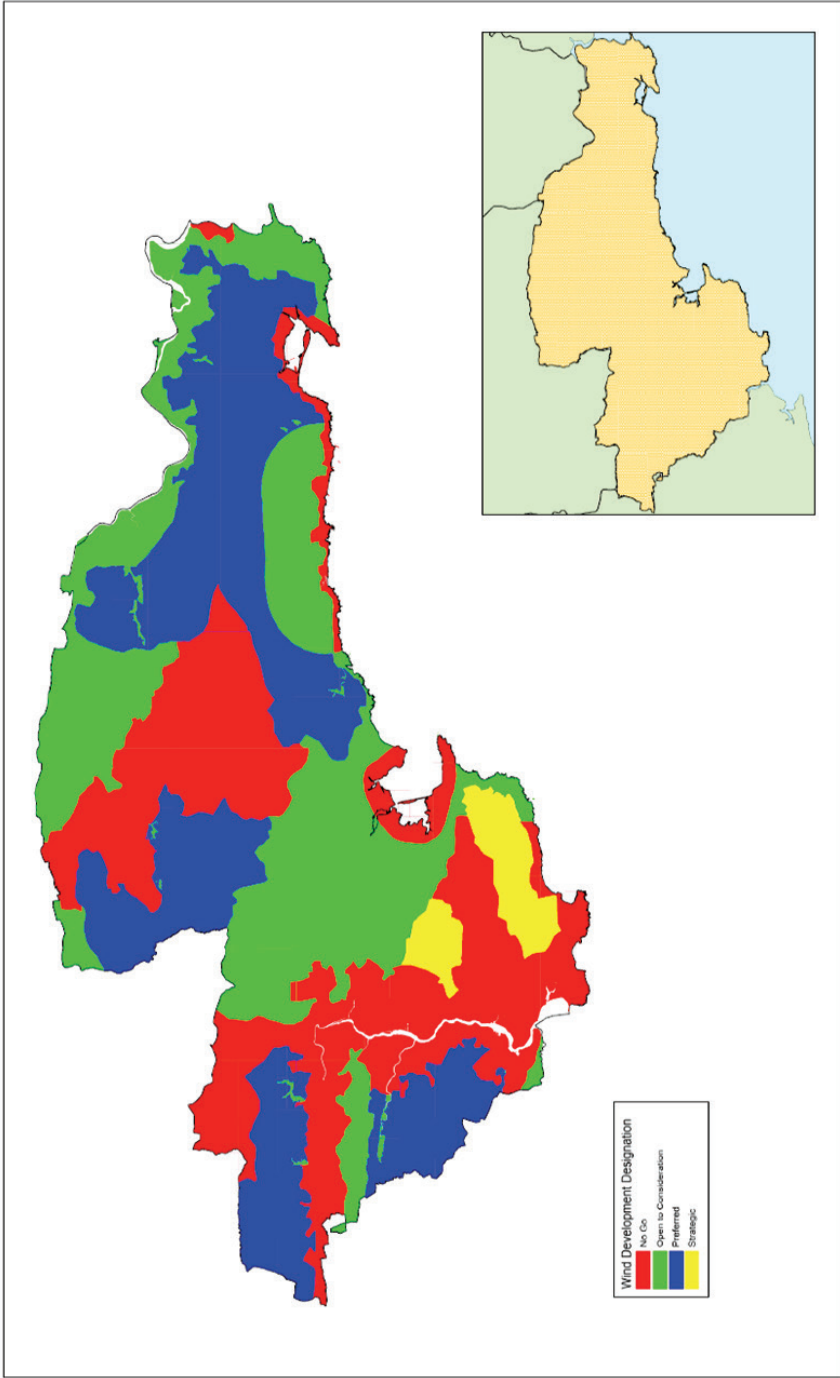 Wind Development Designation
No Go
Open to Consideration
Preferred
Strategic